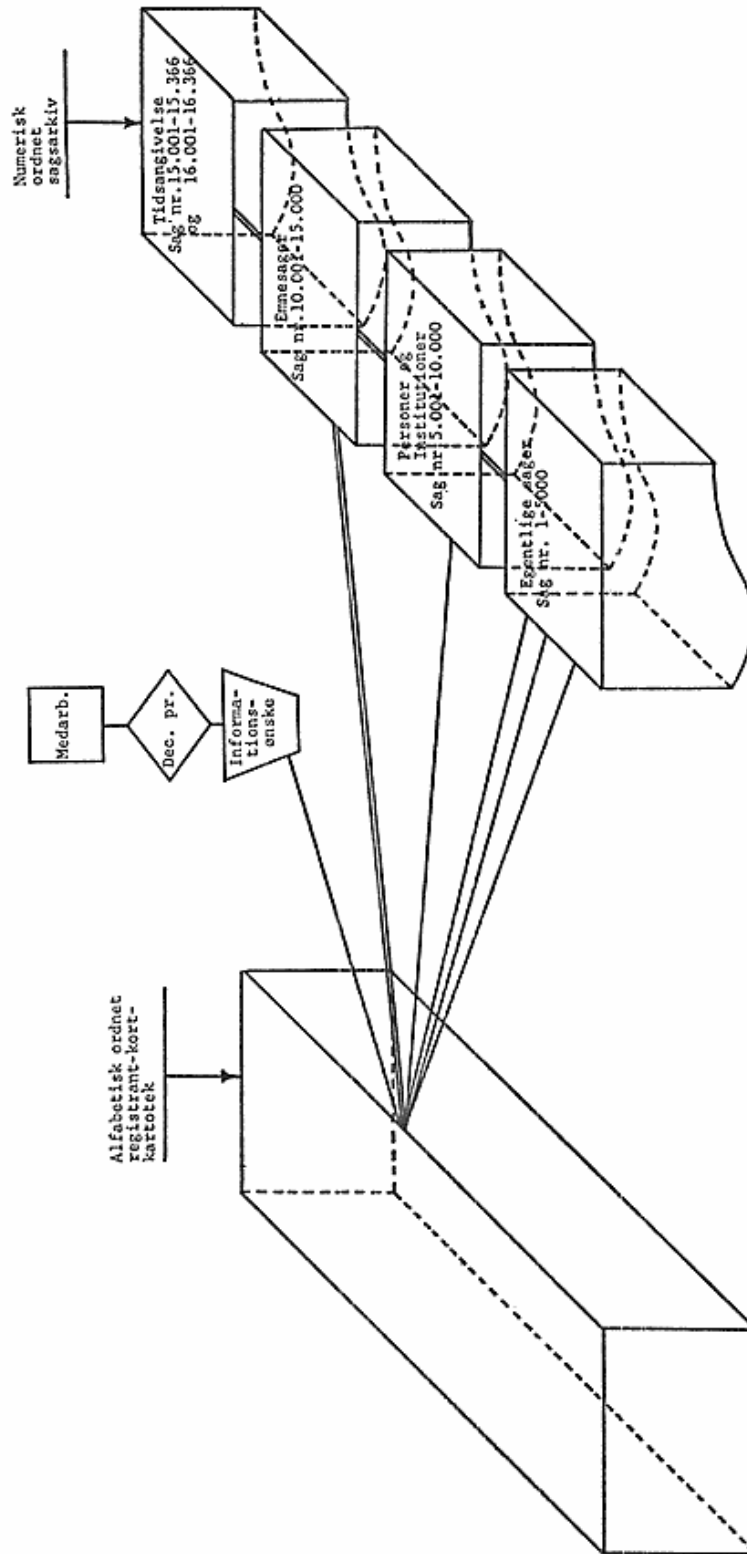 Alfabetisk ordnet
registrant-kort-
kartotek
Medarb.
Dec. pr.
Informa-
tions-
ønske
Numerisk
ordnet
sagsarkiv
Tidsangivelse
Sag nr.15.001-15.366
og 16.001-16.366
Emnesager
Sag nr.10.001-15.000
Personer og
Institutioner
Sag nr.5.001-10.000
Egentlige sager
Sag nr. 1-5000